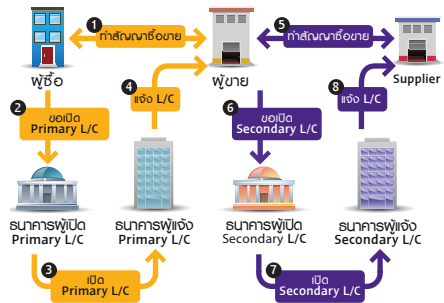 1 ทำสัญญาซื้อขาย
5 ทำสัญญาซื้อขาย
ผู้ซื้อ
ผู้ขาย
Supplier
4 แจ้ง L/C
8 แจ้ง L/C
2 ขอเปิด
Primary L/C
6 ขอเปิด
Secondary L/C
ธนาคารผู้เปิด
Primary L/C
ธนาคารผู้แจ้ง
Primary L/C
ธนาคารผู้เปิด
Secondary L/C
ธนาคารผู้แจ้ง
Secondary L/C
3 เปิด
Primary L/C
7 เปิด
Secondary L/C